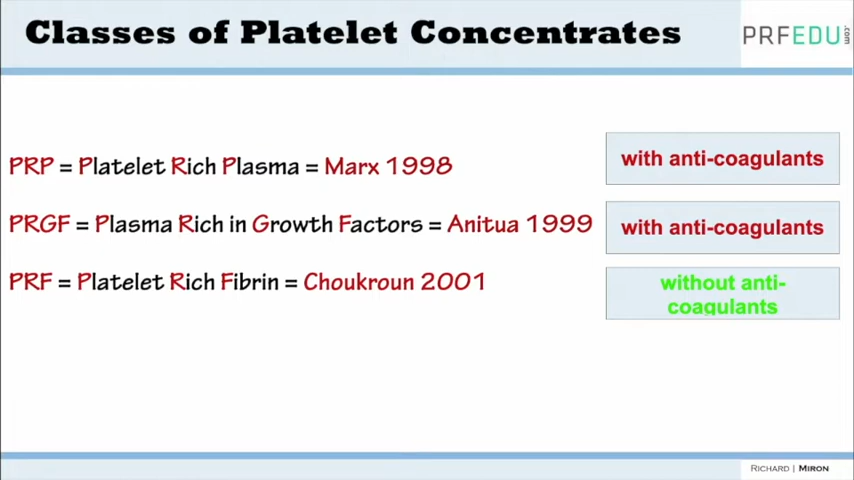 Classes of Platelet Concentrates
PRFEDU.com
PRP = Platelet Rich Plasma = Marx 1998
with anti-coagulants
PRGF = Plasma Rich in Growth Factors = Anitua 1999
with anti-coagulants
PRF = Platelet Rich Fibrin = Choukroun 2001
without anti-
coagulants
RICHARD | MIRON